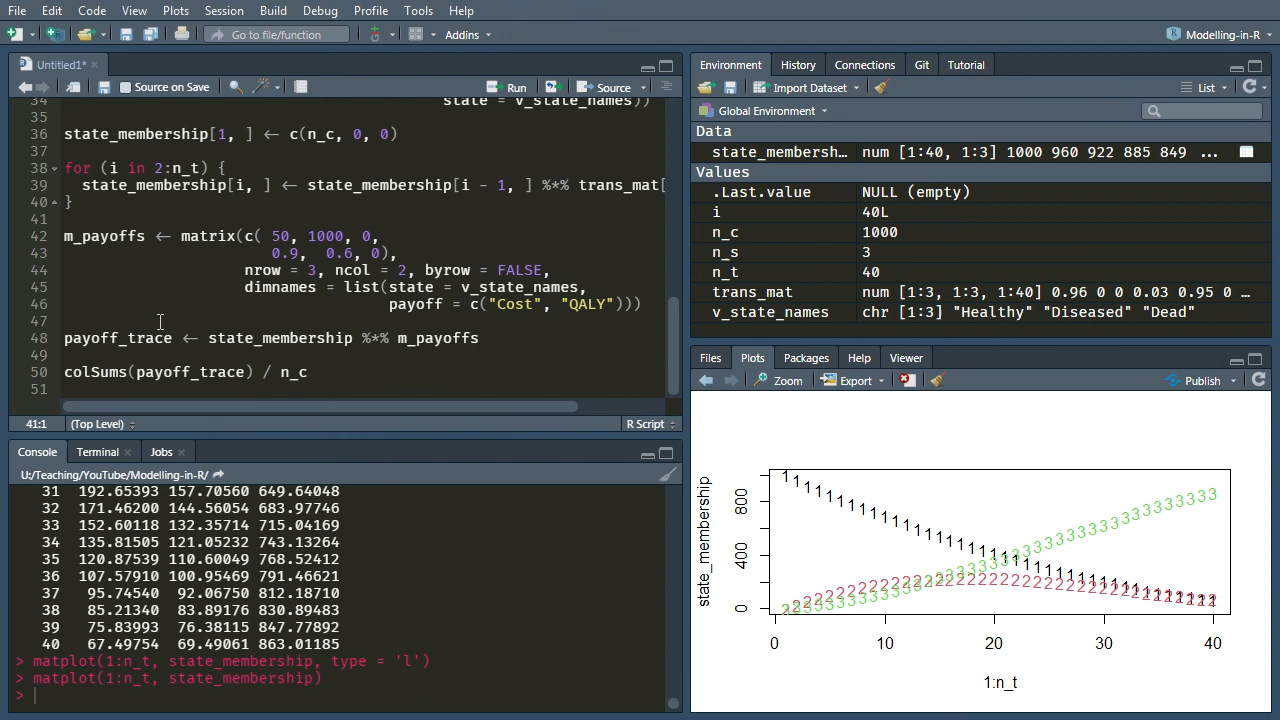 File Edit Code View Plots Session Build Debug Profile Tools Help
Go to file/function Addins Modelling-in-R
Untitled1*
Source on Save Run Source
34 state = v_state_names))
35
36 state_membership[1, ] <- c(n_c, 0, 0)
37
38 for (i in 2:n_t) {
39 state_membership[i, ] <- state_membership[i - 1, ] %*% trans_mat[
40 }
41
42 m_payoffs <- matrix(c( 50, 1000, 0,
43 0.9, 0.6, 0),
44 nrow = 3, ncol = 2, byrow = FALSE,
45 dimnames = list(state = v_state_names,
46 payoff = c("Cost", "QALY")))
47
48 payoff_trace <- state_membership %*% m_payoffs
49
50 colSums(payoff_trace) / n_c
51
41:1 (Top Level) R Script
Console Terminal Jobs
U:/Teaching/YouTube/Modelling-in-R/
31 192.65393 157.70560 649.64048
32 171.46200 144.56054 683.97746
33 152.60118 132.35714 715.04169
34 135.81505 121.05232 743.13264
35 120.87539 110.60049 768.52412
36 107.57910 100.95469 791.46621
37 95.74540 92.06750 812.18710
38 85.21340 83.89176 830.89483
39 75.83993 76.38115 847.77892
40 67.49754 69.49061 863.01185
> matplot(1:n_t, state_membership, type = 'l')
> matplot(1:n_t, state_membership)
>
Environment History Connections Git Tutorial
Import Dataset List
Global Environment
Data
state_membersh… num [1:40, 1:3] 1000 960 922 885 849 ...
Values
.Last.value NULL (empty)
i 40L
n_c 1000
n_s 3
n_t 40
trans_mat num [1:3, 1:3, 1:40] 0.96 0 0 0.03 0.95 0 …
v_state_names chr [1:3] "Healthy" "Diseased" "Dead"
Files Plots Packages Help Viewer
Zoom Export Publish
state_membership
800
400
0
0 10 20 30 40
1:n_t